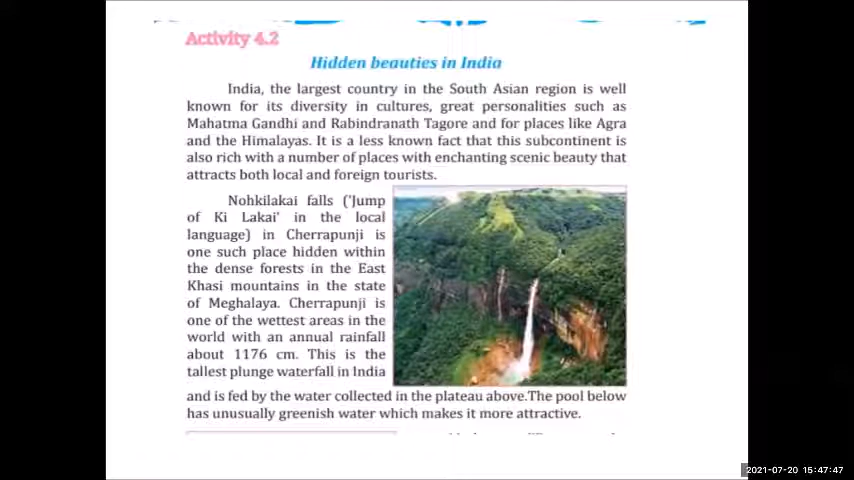 Activity 4.2
Hidden beauties in India
India, the largest country in the South Asian region is well
known for its diversity in cultures, great personalities such as
Mahatma Gandhi and Rabindranath Tagore and for places like Agra
and the Himalayas. It is a less known fact that this subcontinent is
also rich with a number of places with enchanting scenic beauty that
attracts both local and foreign tourists.
Nohkilakai falls ('Jump
of Ki Lakai' in the local
language) in Cherrapunji is
one such place hidden within
the dense forests in the East
Khasi mountains in the state
of Meghalaya. Cherrapunji is
one of the wettest areas in the
world with an annual rainfall
about 1176 cm. This is the
tallest plunge waterfall in India
and is fed by the water collected in the plateau above.The pool below
has unusually greenish water which makes it more attractive.
2021-07-20 15:47:47